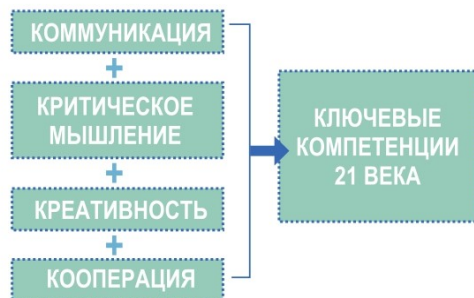 КОММУНИКАЦИЯ
+
КРИТИЧЕСКОЕ
МЫШЛЕНИЕ
+
КРЕАТИВНОСТЬ
+
КООПЕРАЦИЯ
КЛЮЧЕВЫЕ
КОМПЕТЕНЦИИ
21 ВЕКА